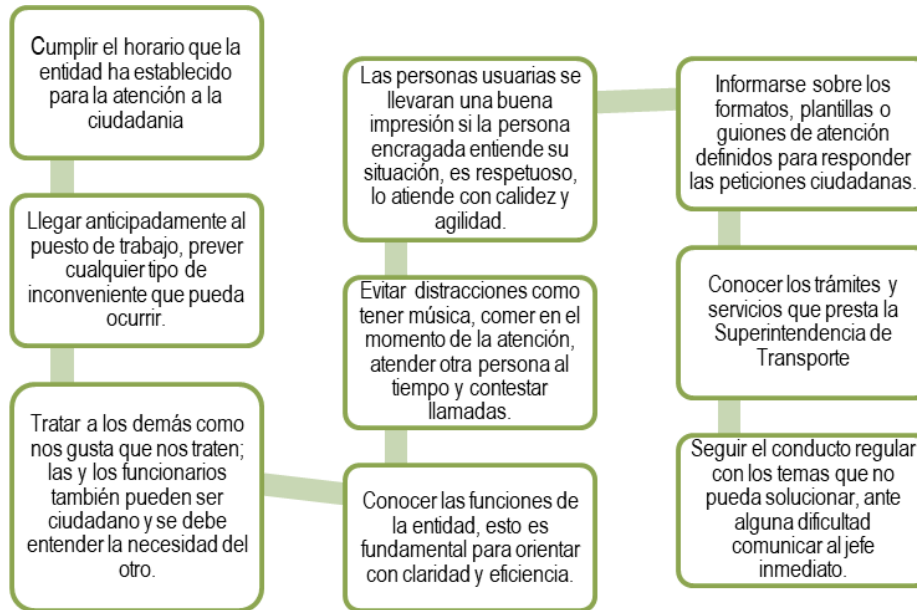 Cumplir el horario que la
entidad ha establecido
para la atención a la
ciudadania
Llegar anticipadamente al
puesto de trabajo, prever
cualquier tipo de
inconveniente que pueda
ocurrir.
Tratar a los demás como
nos gusta que nos traten;
las y los funcionarios
también pueden ser
ciudadano y se debe
entender la necesidad del
otro.
Conocer las funciones de
la entidad, esto es
fundamental para orientar
con claridad y eficiencia.
Evitar distracciones como
tener música, comer en el
momento de la atención,
atender otra persona al
tiempo y contestar
llamadas.
Las personas usuarias se
llevaran una buena
impresión si la persona
encragada entiende su
situación, es respetuoso,
lo atiende con calidez y
agilidad.
Informarse sobre los
formatos, plantillas o
guiones de atención
definidos para responder
las peticiones ciudadanas.
Conocer los trámites y
servicios que presta la
Superintendencia de
Transporte
Seguir el conducto regular
con los temas que no
pueda solucionar, ante
alguna dificultad
comunicar al jefe
inmediato.